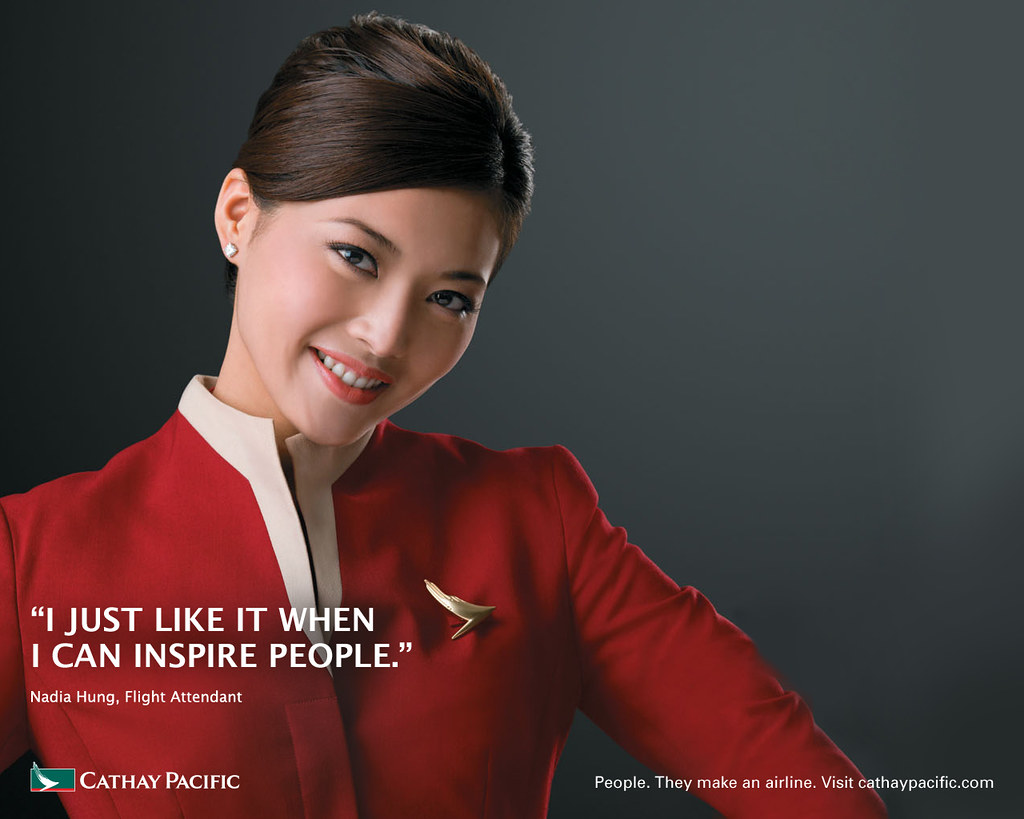 “I JUST LIKE IT WHEN
I CAN INSPIRE PEOPLE.”
Nadia Hung, Flight Attendant
CATHAY PACIFIC
People. They make an airline. Visit cathaypacific.com